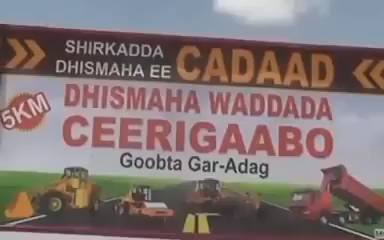 SHIRKADDA
DHISMAHA EE CADAAD
5KM
DHISMAHA WADDADA
CEERIGAABO
Goobta Gar-Adag